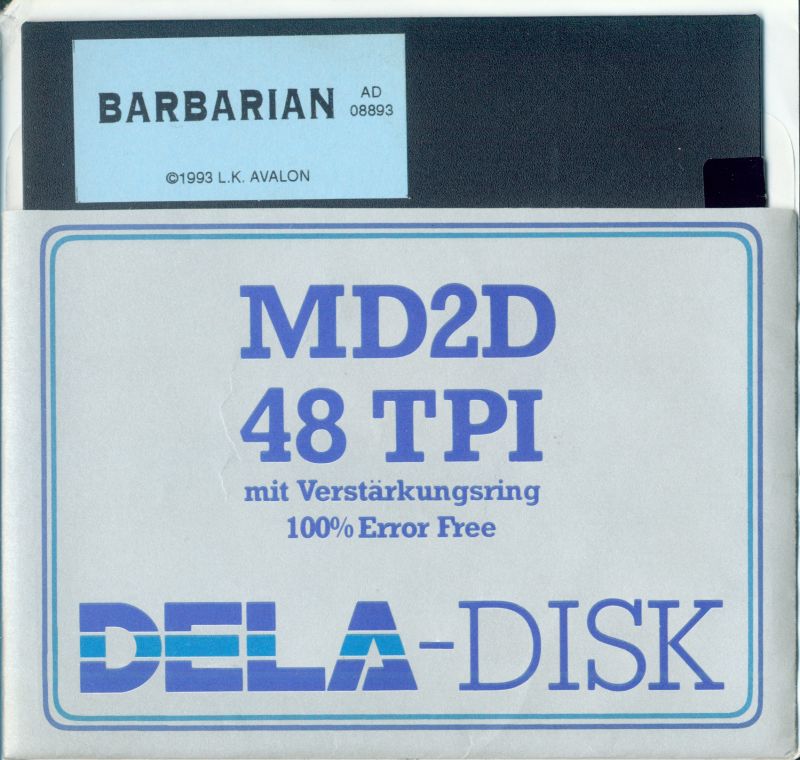 BARBARIAN AD
08893
©1993 L.K. AVALON
MD2D
48 TPI
mit Verstärkungsring
100% Error Free
DELA-DISK